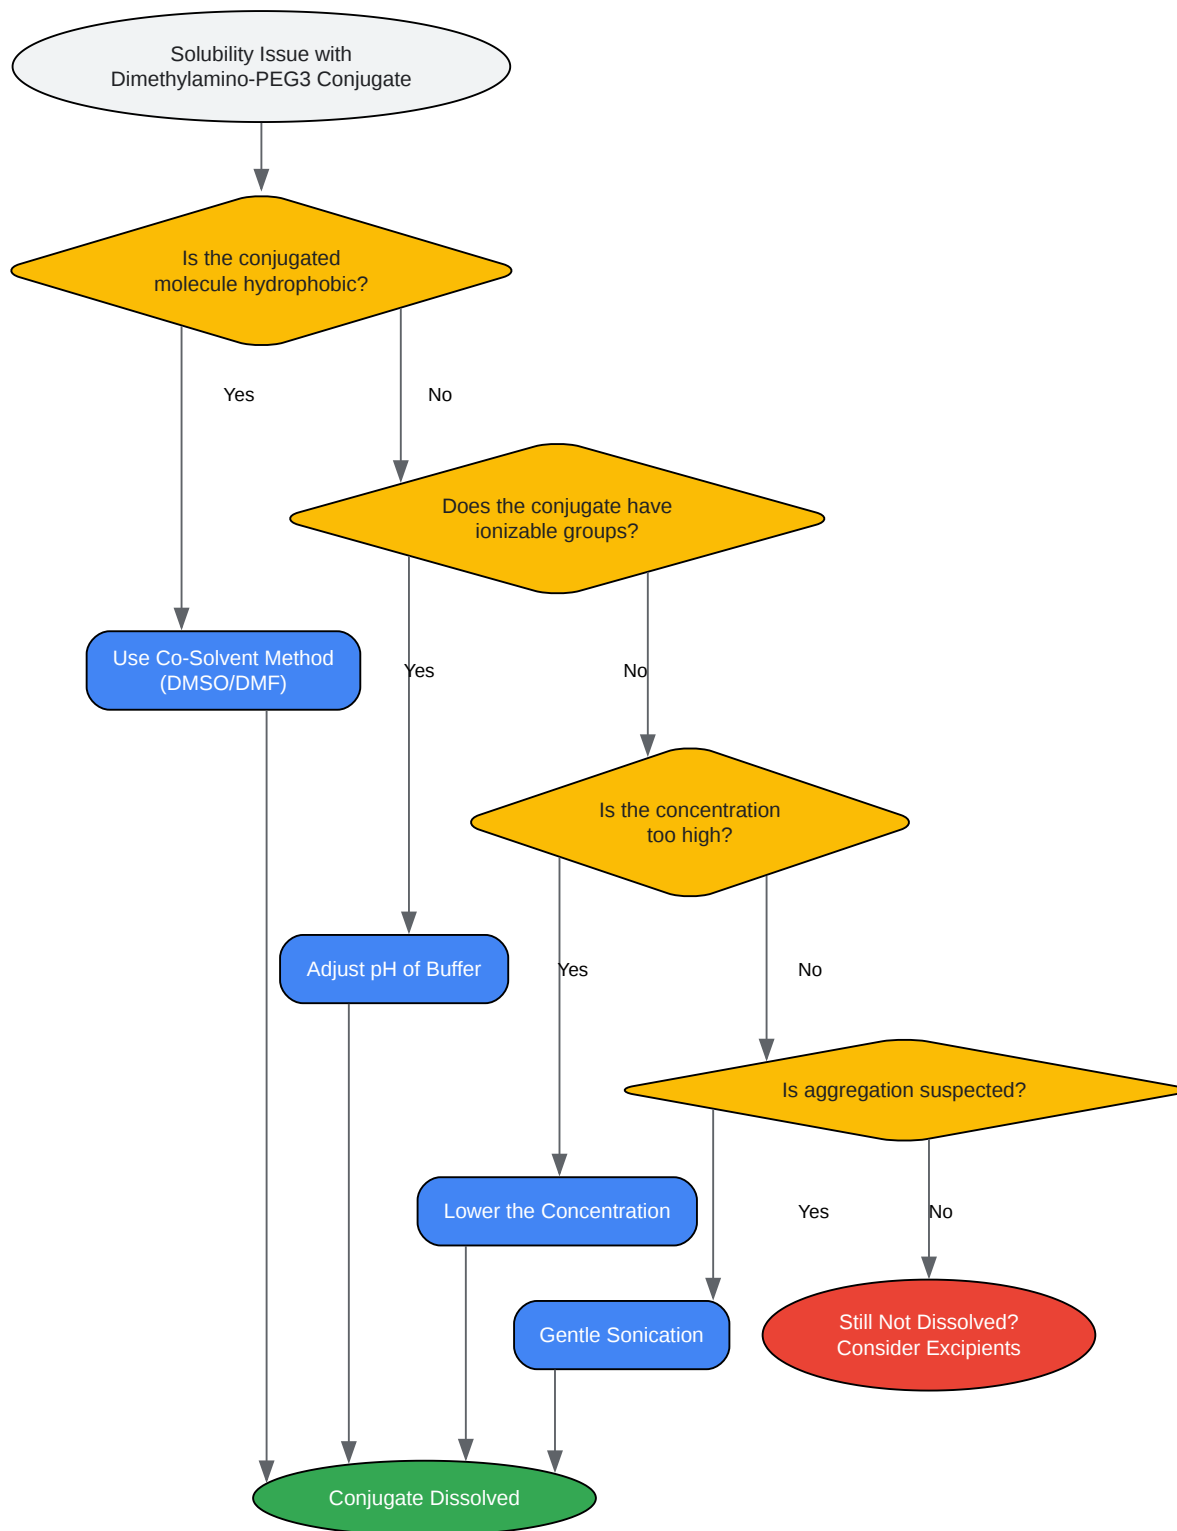 Solubility Issue with
Dimethylamino-PEG3 Conjugate
Is the conjugated
molecule hydrophobic?
Yes
No
Does the conjugate have
ionizable groups?
Use Co-Solvent Method
(DMSO/DMF)
Yes
No
Is the concentration
too high?
Adjust pH of Buffer
Yes
No
Is aggregation suspected?
Lower the Concentration
Yes
No
Gentle Sonication
Still Not Dissolved?
Consider Excipients
Conjugate Dissolved